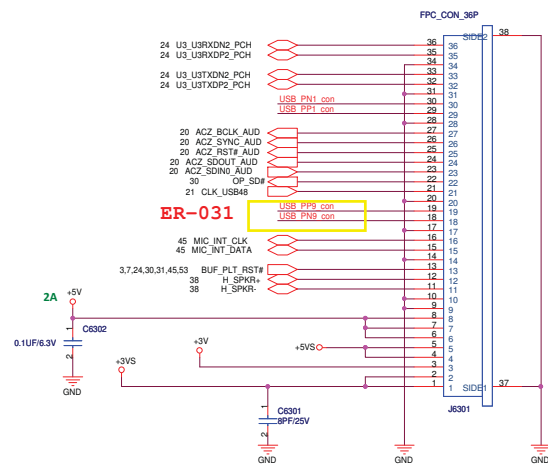 FPC_CON_36P
SIDE2 38
24 U3_U3RXDN2_PCH 36 36
24 U3_U3RXDP2_PCH 35 35
34 34
24 U3_U3TXDN2_PCH 33 33
24 U3_U3TXDP2_PCH 32 32
31 31
USB_PN1_con 30 30
USB_PP1_con 29 29
28 28
20 ACZ_BCLK_AUD 27 27
20 ACZ_SYNC_AUD 26 26
20 ACZ_RST#_AUD 25 25
20 ACZ_SDOUT_AUD 24 24
20 ACZ_SDIN0_AUD 23 23
30 OP_SD# 22 22
21 CLK_USB48 21 21
20 20
ER-031 USB_PP9_con 19 19
USB_PN9_con 18 18
17 17
45 MIC_INT_CLK 16 16
45 MIC_INT_DATA 15 15
14 14
3,7,24,30,31,45,53 BUF_PLT_RST# 13 13
38 H_SPKR+ 12 12
38 H_SPKR- 11 11
10 10
9 9
2A +5V 8 8
7 7
1 C6302 6 6
0.1UF/6.3V +5VS 5 5
2 +3V 4 4
+3VS 3 3
2 2
1 1 SIDE1 37
GND
J6301
1 C6301
8PF/25V
2
GND GND GND